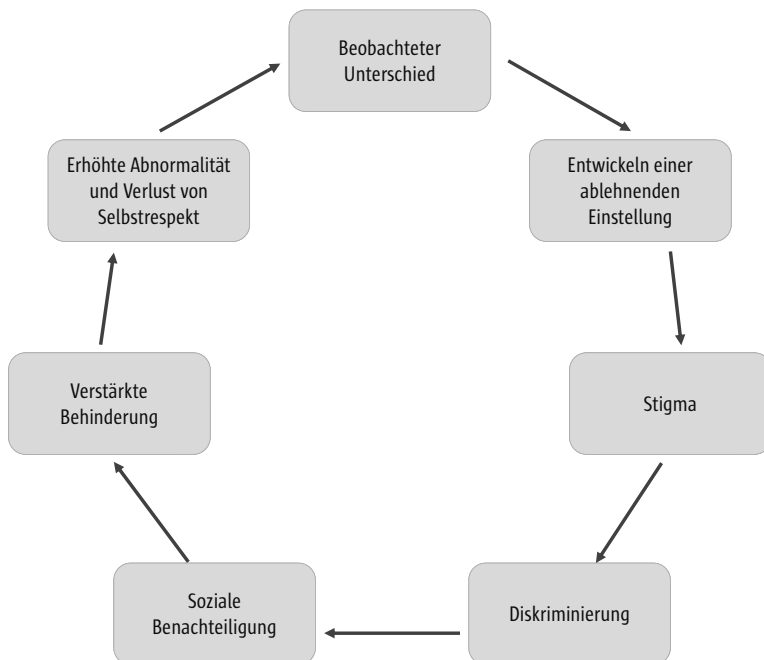 Beobachteter
Unterschied
Entwickeln einer
ablehnenden
Einstellung
Stigma
Diskriminierung
Soziale
Benachteiligung
Verstärkte
Behinderung
Erhöhte Abnormalität
und Verlust von
Selbstrespekt